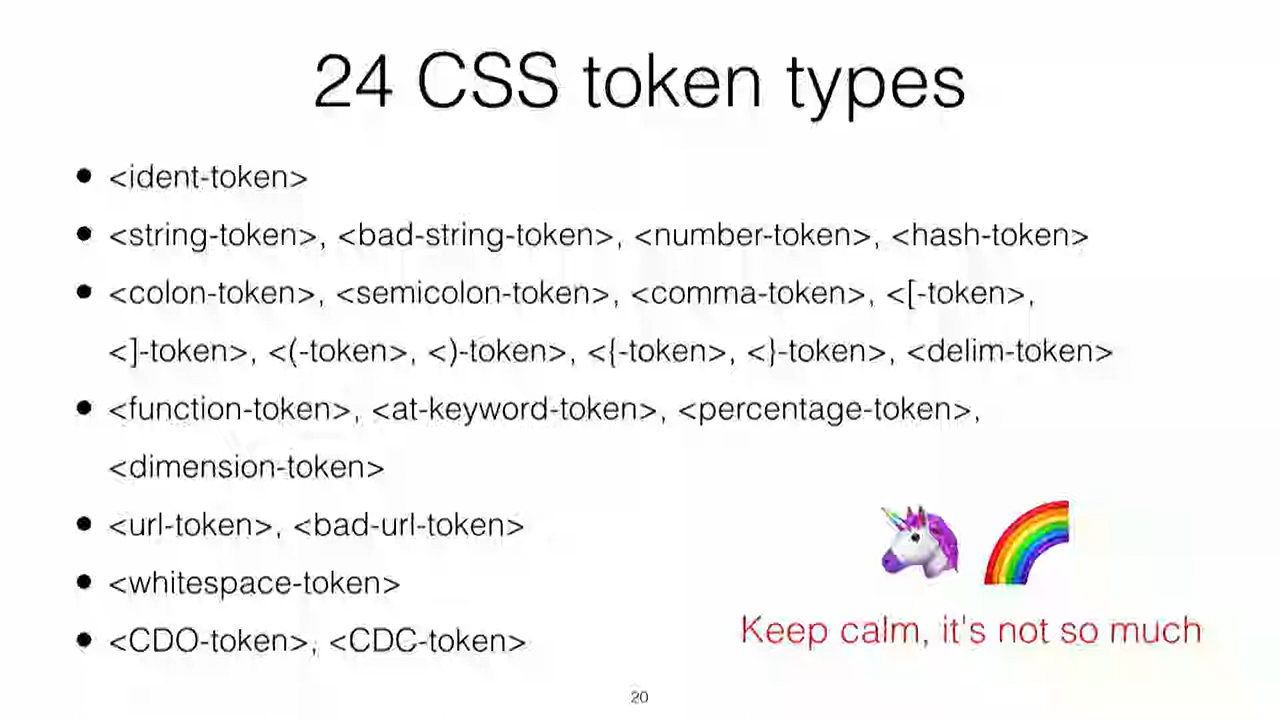 24 CSS token types
• <ident-token>
• <string-token>, <bad-string-token>, <number-token>, <hash-token>
• <colon-token>, <semicolon-token>, <comma-token>, <[-token>,
<]-token>, <(-token>, <)-token>, <{-token>, <}-token>, <delim-token>
• <function-token>, <at-keyword-token>, <percentage-token>,
<dimension-token>
• <url-token>, <bad-url-token>
• <whitespace-token>
• <CDO-token>, <CDC-token>
Keep calm, it's not so much
20